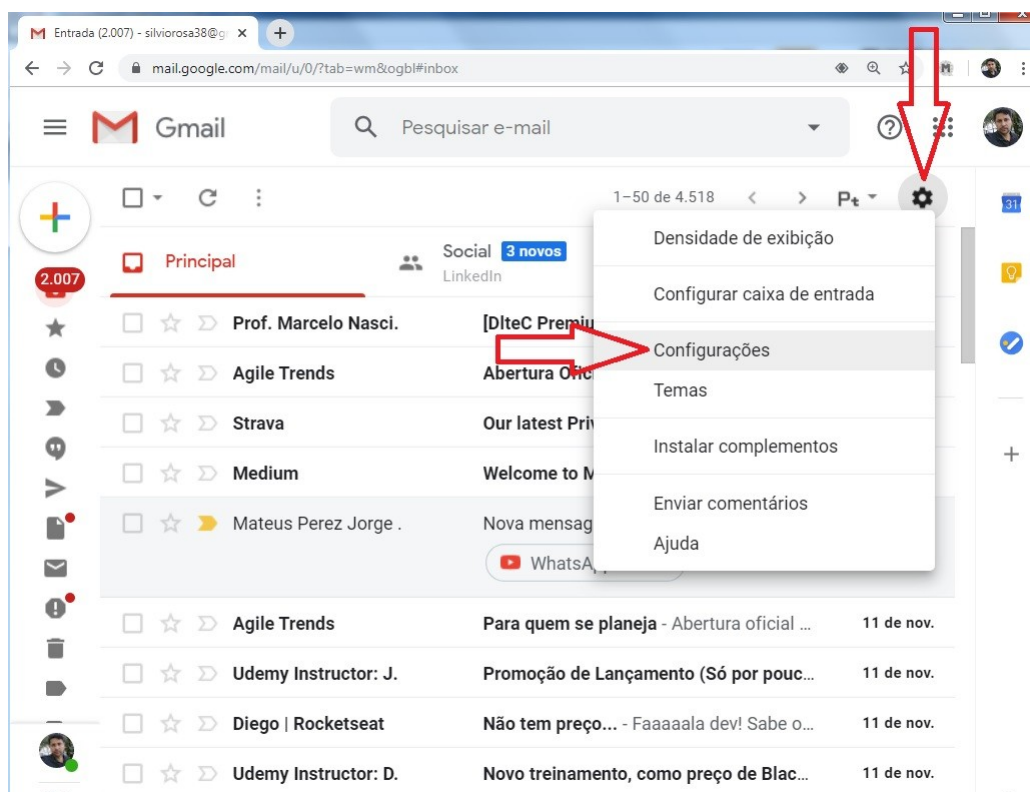 Entrada (2.007) - silviorosa38@g
mail.google.com/mail/u/0/?tab=wm&ogbl#inbox
M
Gmail
Pesquisar e-mail
1–50 de 4.518
Pt
31
Densidade de exibição
Principal
Social 3 novos
LinkedIn
2.007
Configurar caixa de entrada
Prof. Marcelo Nasci. [DlteC Premiu
Configurações
Agile Trends Abertura Ofic
Temas
Strava Our latest Priv
Instalar complementos
Medium Welcome to M
Enviar comentários
Mateus Perez Jorge . Nova mensag
Ajuda
WhatsA
Agile Trends Para quem se planeja - Abertura oficial ... 11 de nov.
Udemy Instructor: J. Promoção de Lançamento (Só por pouc... 11 de nov.
Diego | Rocketseat Não tem preço... - Faaaaala dev! Sabe o... 11 de nov.
Udemy Instructor: D. Novo treinamento, como preço de Blac... 11 de nov.